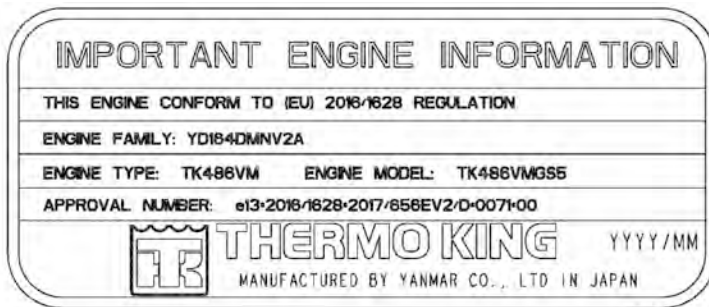 IMPORTANT ENGINE INFORMATION
THIS ENGINE CONFORM TO (EU) 2016/1628 REGULATION
ENGINE FAMILY: YD164DMNV2A
ENGINE TYPE: TK486VM ENGINE MODEL: TK486VMGS5
APPROVAL NUMBER: e13*2016/1628*2017/656EV2/D*0071*00
TK THERMO KING YYYY/MM
MANUFACTURED BY YANMAR CO., LTD IN JAPAN